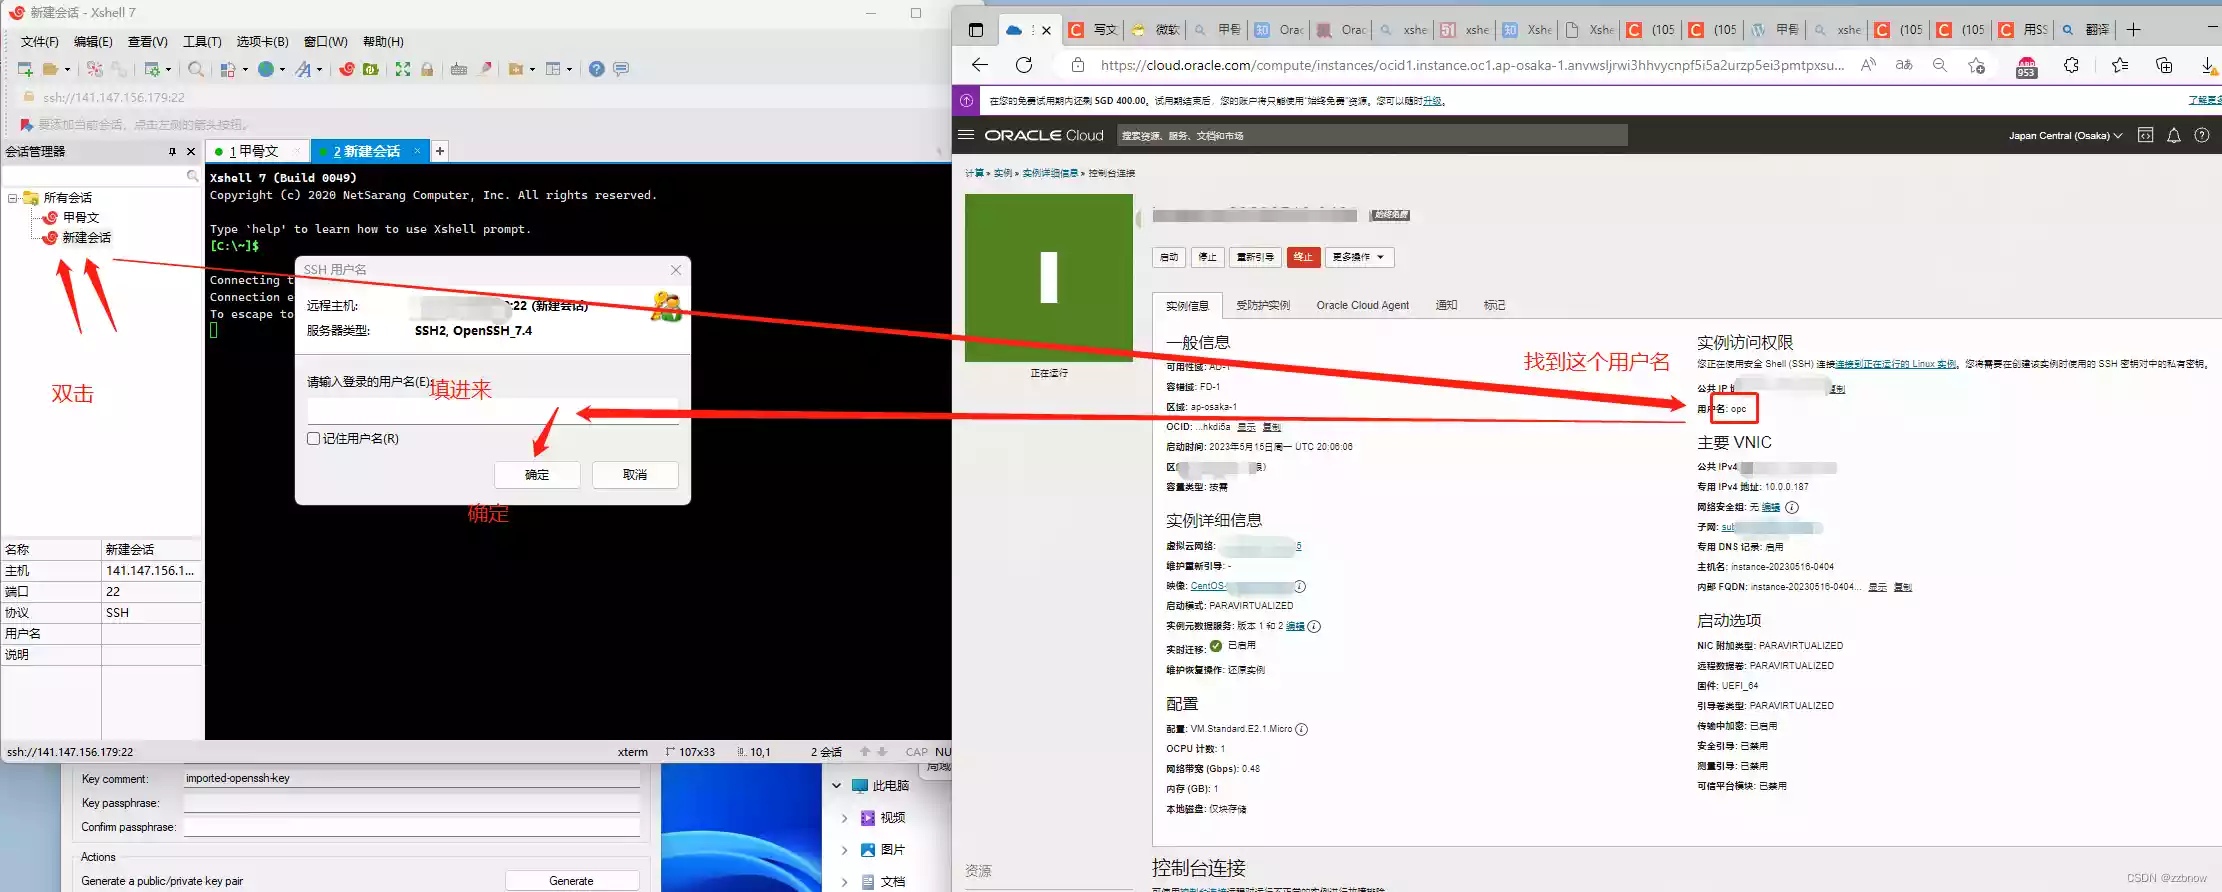 新建会话 - Xshell 7
文件(F) 编辑(E) 查看(V) 工具(T) 选项卡(B) 窗口(W) 帮助(H)
ssh://141.147.156.179:22
要添加当前会话，点击左侧的箭头按钮。
会话管理器
1 甲骨文
2 新建会话
所有会话
甲骨文
新建会话
双击
名称 新建会话
主机 141.147.156.1...
端口 22
协议 SSH
用户名
说明
Xshell 7 (Build 0049)
Copyright (c) 2020 NetSarang Computer, Inc. All rights reserved.
Type `help' to learn how to use Xshell prompt.
[C:\~]$
Connecting t
Connection e
To escape to
SSH 用户名
远程主机: :22 (新建会话)
服务器类型: SSH2, OpenSSH_7.4
请输入登录的用户名(E):
填进来
记住用户名(R)
确定 取消
确定
ssh://141.147.156.179:22 xterm 107x33 10,1 2 会话 CAP NU
Key comment: imported-openssh-key
Key passphrase:
Confirm passphrase:
Actions
Generate a public/private key pair Generate
局域
此电脑
视频
图片
文档
写文 微软 甲骨 Orac Orac xshe xshe Xshe Xshe (105 (105 甲骨 xshe (105 (105 用SS 翻译
https://cloud.oracle.com/compute/instances/ocid1.instance.oc1.ap-osaka-1.anvwsljrwi3hhvycnpf5i5a2urzp5ei3pmtpxsu...
953
在您的免费试用期内还剩 SGD 400.00。试用期结束后，您的账户将只能使用“始终免费”资源。您可以随时升级。
了解更多
ORACLE Cloud
搜索资源、服务、文档和市场
Japan Central (Osaka)
计算 » 实例 » 实例详细信息 » 控制台连接
始终免费
启动 停止 重新引导 终止 更多操作
正在运行
实例信息 受防护实例 Oracle Cloud Agent 通知 标记
一般信息
可用性域: AD-1
容错域: FD-1
区域: ap-osaka-1
OCID: ...hkdi5a 显示 复制
启动时间: 2023年5月15日周一 UTC 20:06:06
容量类型: 按需
实例详细信息
虚拟云网络: 5
维护重新引导: -
映像: CentOS-
启动模式: PARAVIRTUALIZED
实例元数据服务: 版本 1 和 2 编辑
实时迁移: 已启用
维护恢复操作: 还原实例
配置
配置: VM.Standard.E2.1.Micro
OCPU 计数: 1
网络带宽 (Gbps): 0.48
内存 (GB): 1
本地磁盘: 仅块存储
找到这个用户名
实例访问权限
您正在使用安全 Shell (SSH) 连接连接到正在运行的 Linux 实例。您将需要在创建该实例时使用的 SSH 密钥对中的私有密钥。
公共 IP 复制
用户名: opc
主要 VNIC
公共 IPv4
专用 IPv4 地址: 10.0.0.187
网络安全组: 无 编辑
子网: sub
专用 DNS 记录: 启用
主机名: instance-20230516-0404
内部 FQDN: instance-20230516-0404... 显示 复制
启动选项
NIC 附加类型: PARAVIRTUALIZED
远程数据卷: PARAVIRTUALIZED
固件: UEFI_64
引导卷类型: PARAVIRTUALIZED
传输中加密: 已启用
安全引导: 已禁用
测量引导: 已禁用
可信平台模块: 已禁用
资源
控制台连接
CSDN @zzbnow